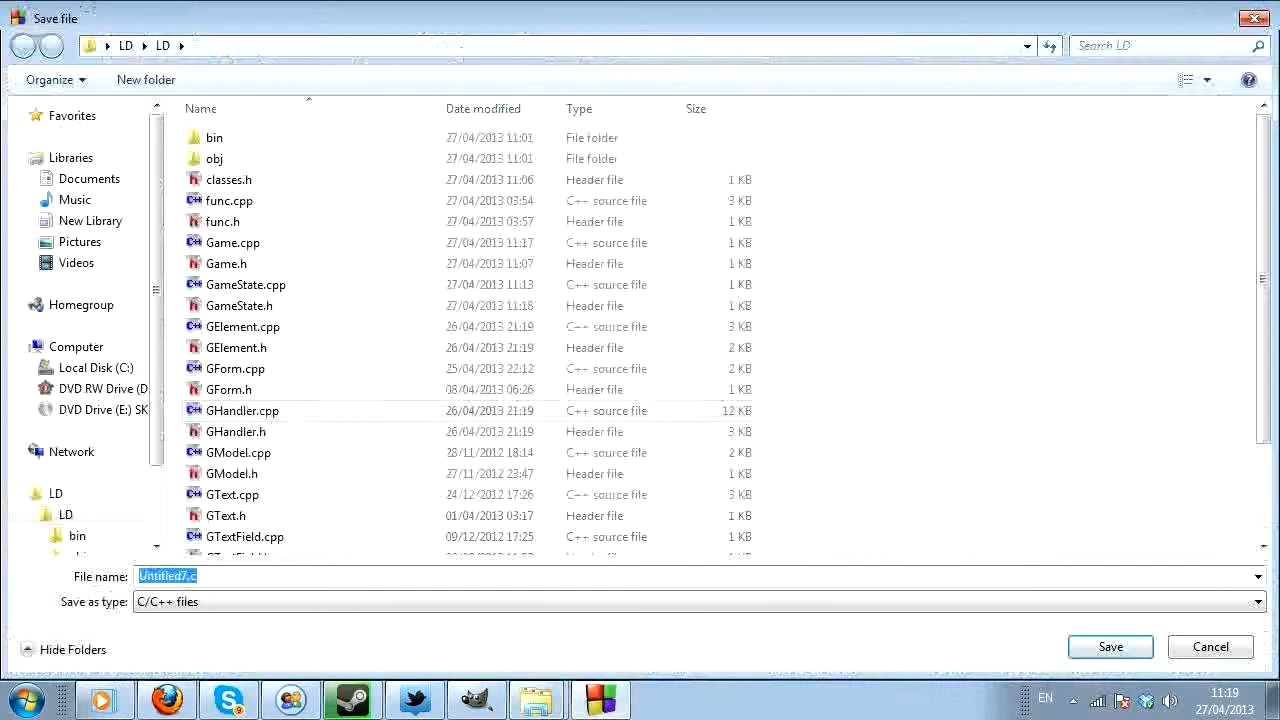 Save file
LD LD Search LD
Organize New folder
Name Date modified Type Size
Favorites
Libraries
Documents
Music
New Library
Pictures
Videos
Homegroup
Computer
Local Disk (C:)
DVD RW Drive (D
DVD Drive (E:) SK
Network
LD
LD
bin
bin 27/04/2013 11:01 File folder
obj 27/04/2013 11:01 File folder
classes.h 27/04/2013 11:06 Header file 1 KB
func.cpp 27/04/2013 03:54 C++ source file 3 KB
func.h 27/04/2013 03:57 Header file 1 KB
Game.cpp 27/04/2013 11:17 C++ source file 1 KB
Game.h 27/04/2013 11:07 Header file 1 KB
GameState.cpp 27/04/2013 11:13 C++ source file 1 KB
GameState.h 27/04/2013 11:18 Header file 1 KB
GElement.cpp 26/04/2013 21:19 C++ source file 3 KB
GElement.h 26/04/2013 21:19 Header file 2 KB
GForm.cpp 25/04/2013 22:12 C++ source file 2 KB
GForm.h 08/04/2013 06:26 Header file 1 KB
GHandler.cpp 26/04/2013 21:19 C++ source file 12 KB
GHandler.h 26/04/2013 21:19 Header file 3 KB
GModel.cpp 28/11/2012 18:14 C++ source file 2 KB
GModel.h 27/11/2012 23:47 Header file 1 KB
GText.cpp 24/12/2012 17:26 C++ source file 3 KB
GText.h 01/04/2013 03:17 Header file 1 KB
GTextField.cpp 09/12/2012 17:25 C++ source file 1 KB
File name: Untitled7.c
Save as type: C/C++ files
Hide Folders Save Cancel
EN 11:19
27/04/2013